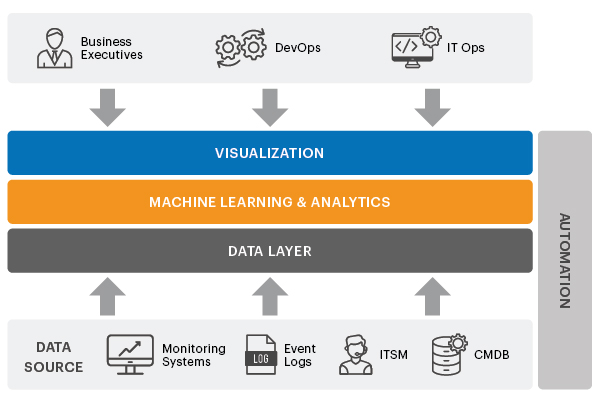 Business
Executives
DevOps
IT Ops
VISUALIZATION
MACHINE LEARNING & ANALYTICS
DATA LAYER
AUTOMATION
DATA
SOURCE
Monitoring
Systems
LOG
Event
Logs
ITSM
CMDB